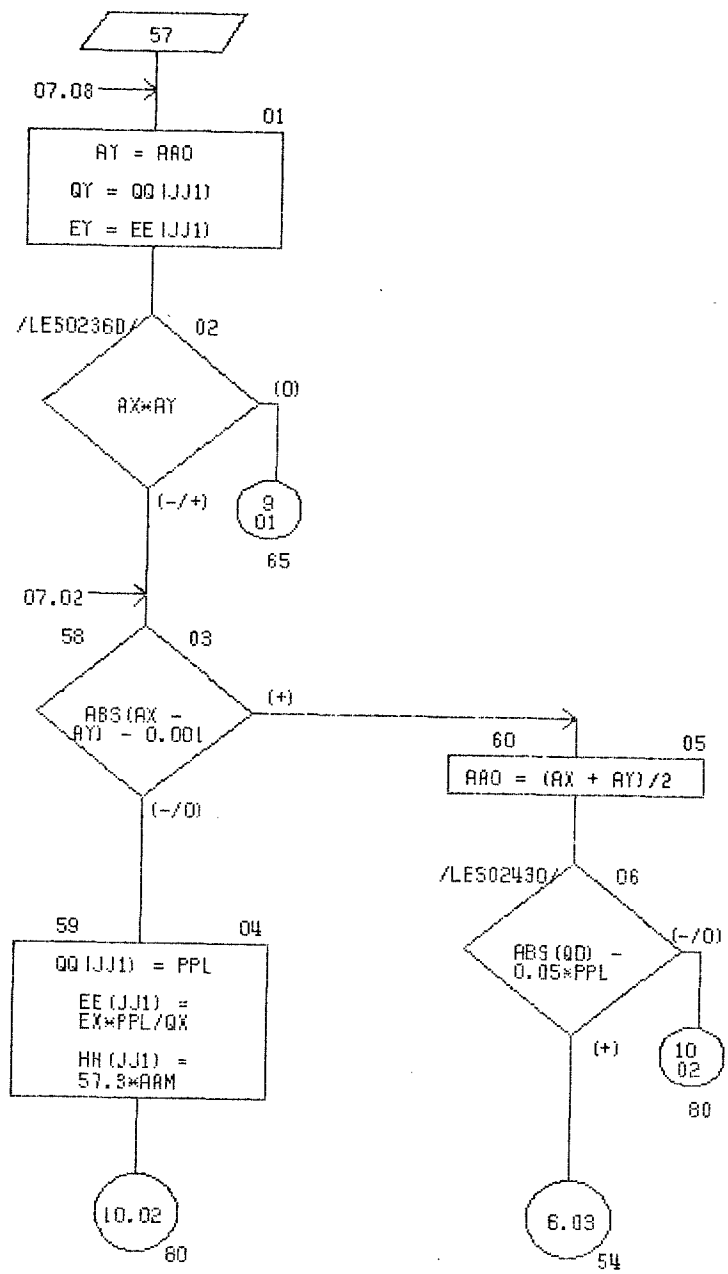 57
07.08
01
AY = AAO
QY = QQ(JJ1)
EY = EE(JJ1)
/LE50236D/
02
AX*AY
(0)
(-/+)
9
01
65
07.02
58
03
ABS(AX -
AY) - 0.001
(+)
(-/0)
60
05
AAO = (AX + AY)/2
/LE502430/
06
ABS(QD) -
0.05*PPL
(-/0)
(+)
10
02
80
59
04
QQ(JJ1) = PPL
EE(JJ1) =
EX*PPL/QX
HH(JJ1) =
57.3*AAM
10.02
80
6.03
54